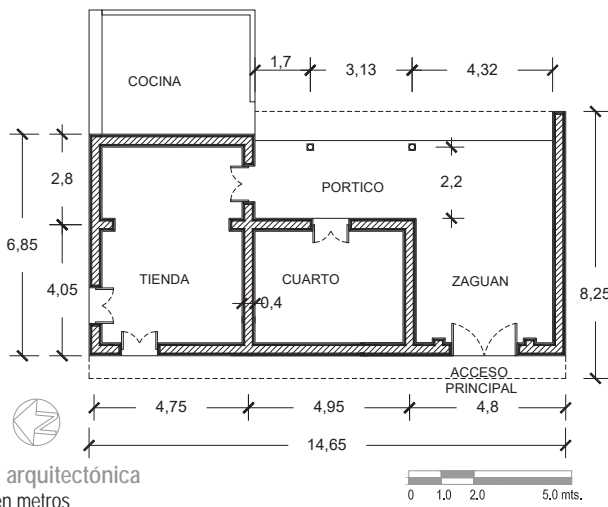 1,7
3,13
4,32
COCINA
2,8
PORTICO
2,2
6,85
4,05
TIENDA
CUARTO
ZAGUAN
0,4
8,25
ACCESO
PRINCIPAL
4,75
4,95
4,8
14,65
N
arquitectónica
en metros
0 1.0 2.0 5.0 mts.